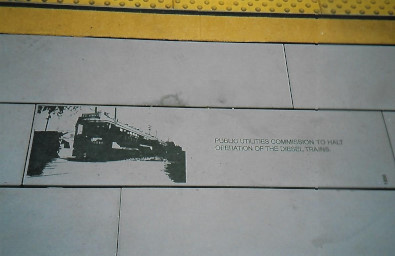 PUBLIC UTILITIES COMMISSION TO HALT
OPERATION OF THE DIESEL TRAINS